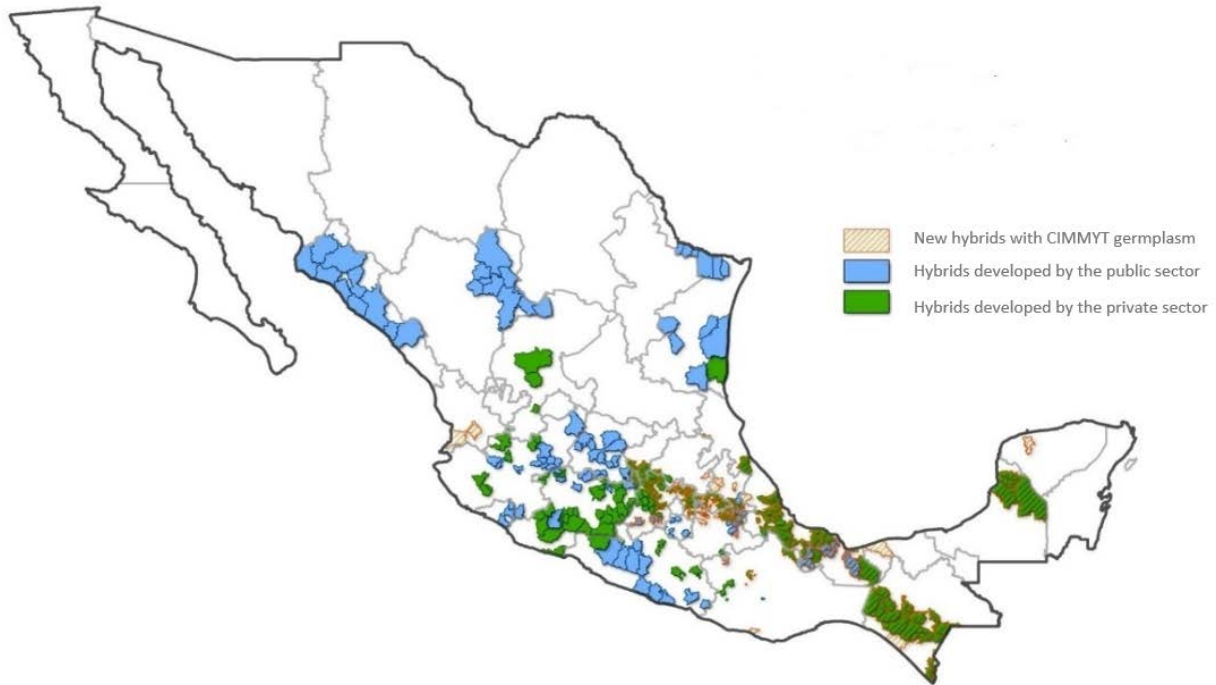 New hybrids with CIMMYT germplasm
Hybrids developed by the public sector
Hybrids developed by the private sector